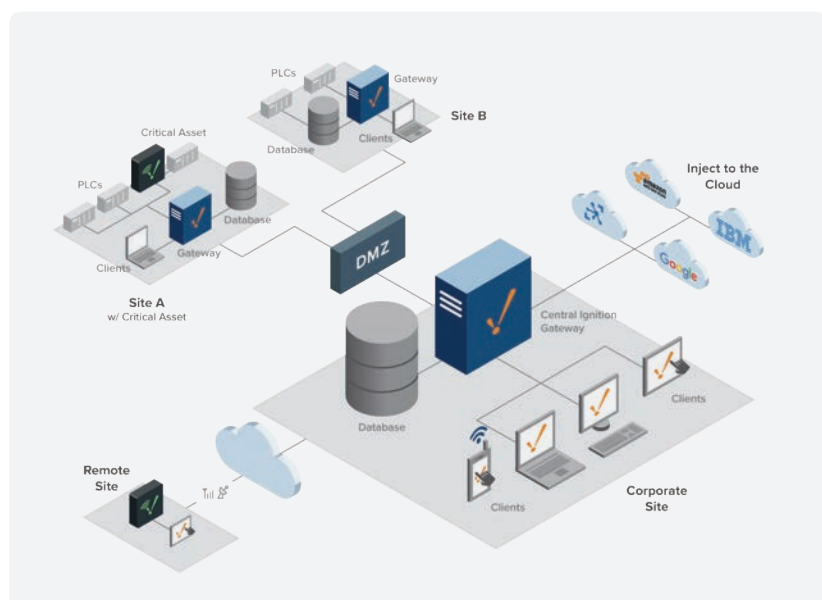 PLCs
Gateway
Site B
Clients
Database
Critical Asset
PLCs
Database
Gateway
Clients
Site A
w/ Critical Asset
DMZ
Inject to the
Cloud
amazon
IBM
Google
Central Ignition
Gateway
Clients
Database
Clients
Corporate
Site
Remote
Site